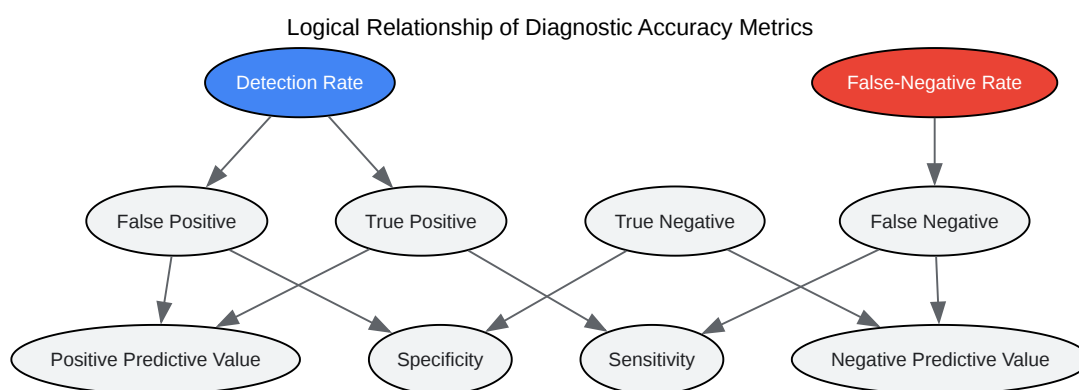 Logical Relationship of Diagnostic Accuracy Metrics
Detection Rate
False-Negative Rate
False Positive
True Positive
True Negative
False Negative
Positive Predictive Value
Specificity
Sensitivity
Negative Predictive Value